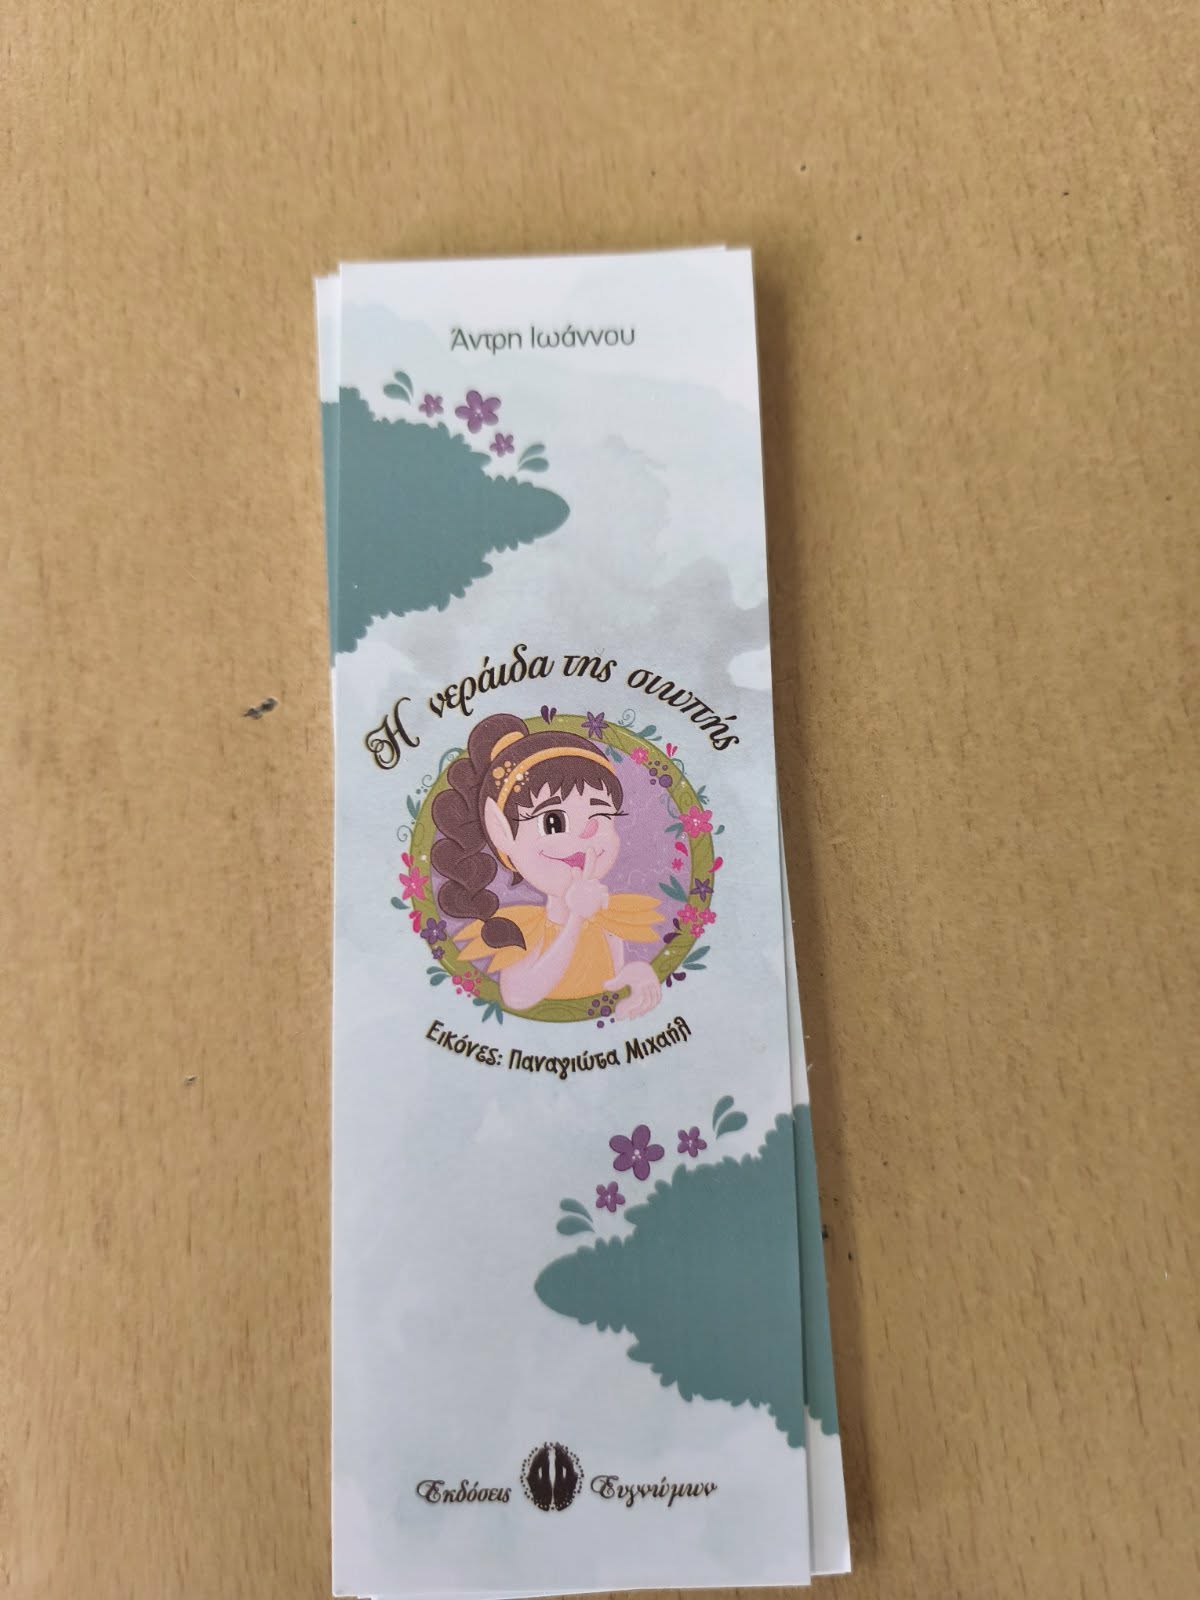 Άντρη Ιωάννου
Η νεράιδα της σιωπής
Εικόνες: Παναγιώτα Μιχαήλ
Εκδόσεις Ευγνώμων